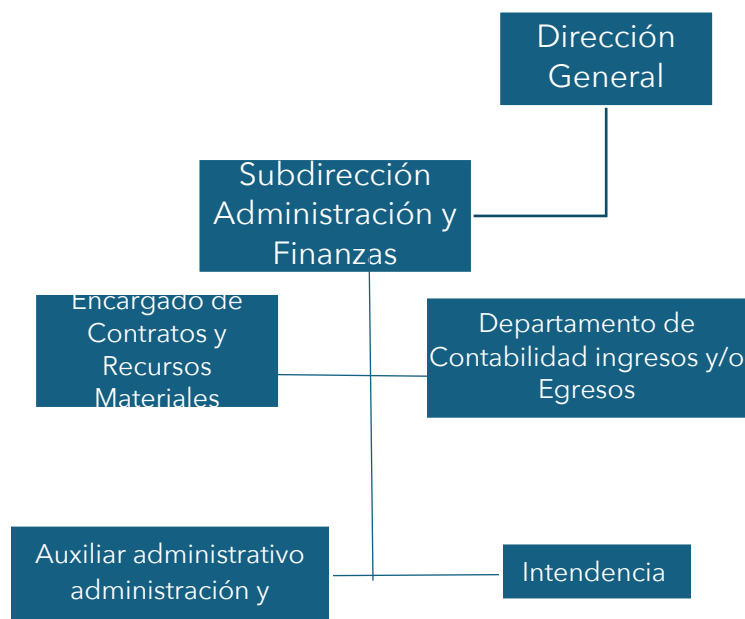 Dirección
General
Subdirección
Administración y
Finanzas
Encargado de
Contratos y
Recursos
Materiales
Departamento de
Contabilidad ingresos y/o
Egresos
Auxiliar administrativo
administración y
Intendencia